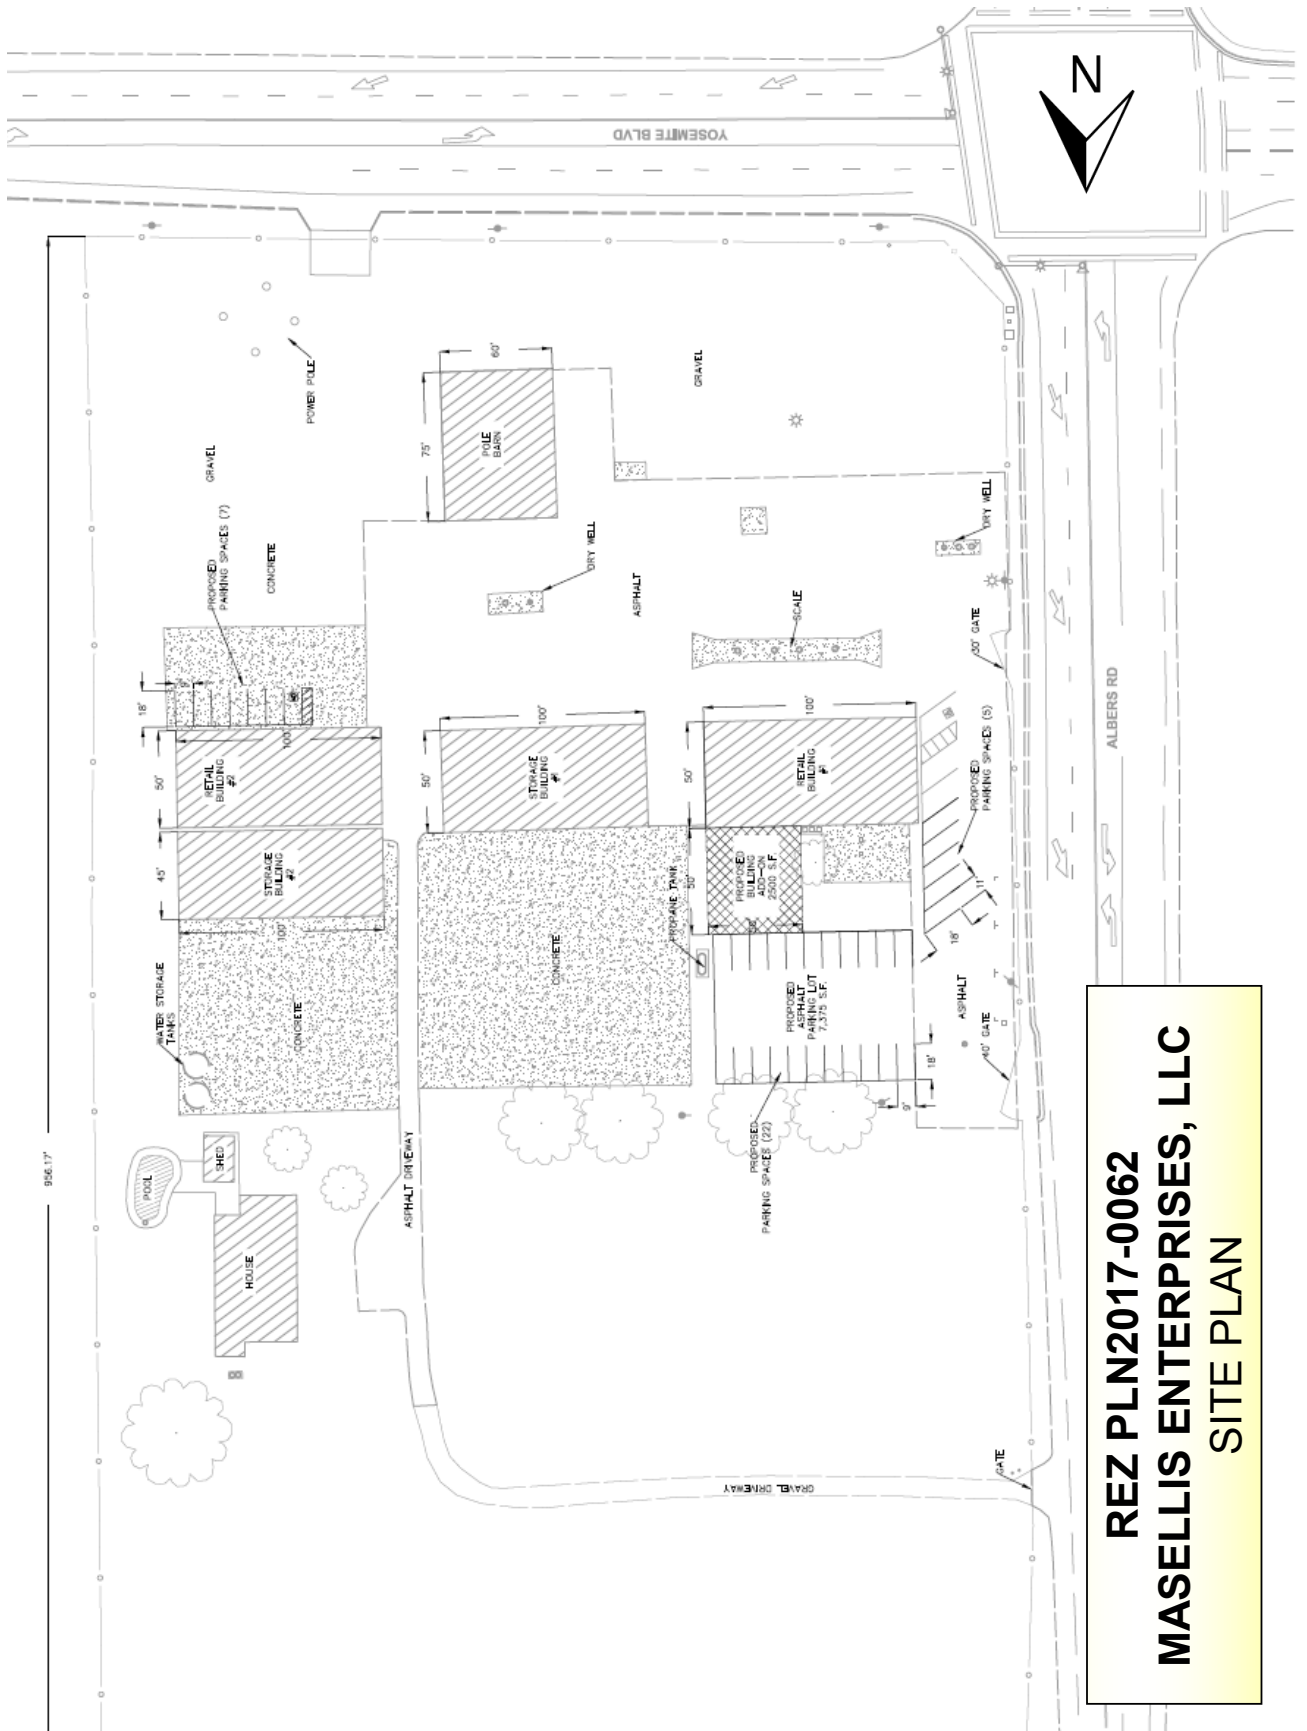 YOSEMITE BLVD
N
956.17'
POWER POLE
GRAVEL
PROPOSED
PARKING SPACES (7)
CONCRETE
60'
75'
POLE
BARN
GRAVEL
DRY WELL
ASPHALT
SCALE
DRY WELL
30' GATE
ALBERS RD
18'
9'
100'
50'
RETAIL
BUILDING
#2
45'
STORAGE
BUILDING
#2
100'
100'
50'
STORAGE
BUILDING
#1
100'
50'
RETAIL
BUILDING
#1
PROPOSED
PARKING SPACES (5)
11'
18'
PROPOSED
BUILDING
ADD-ON
2500 S.F.
50'
PROPANE TANK
WATER STORAGE
TANKS
CONCRETE
CONCRETE
PROPOSED
ASPHALT
PARKING LOT
7,375 S.F.
ASPHALT
40' GATE
18'
9'
PROPOSED
PARKING SPACES (22)
POOL
SHED
HOUSE
ASPHALT DRIVEWAY
GRAVEL DRIVEWAY
GATE
REZ PLN2017-0062
MASELLIS ENTERPRISES, LLC
SITE PLAN